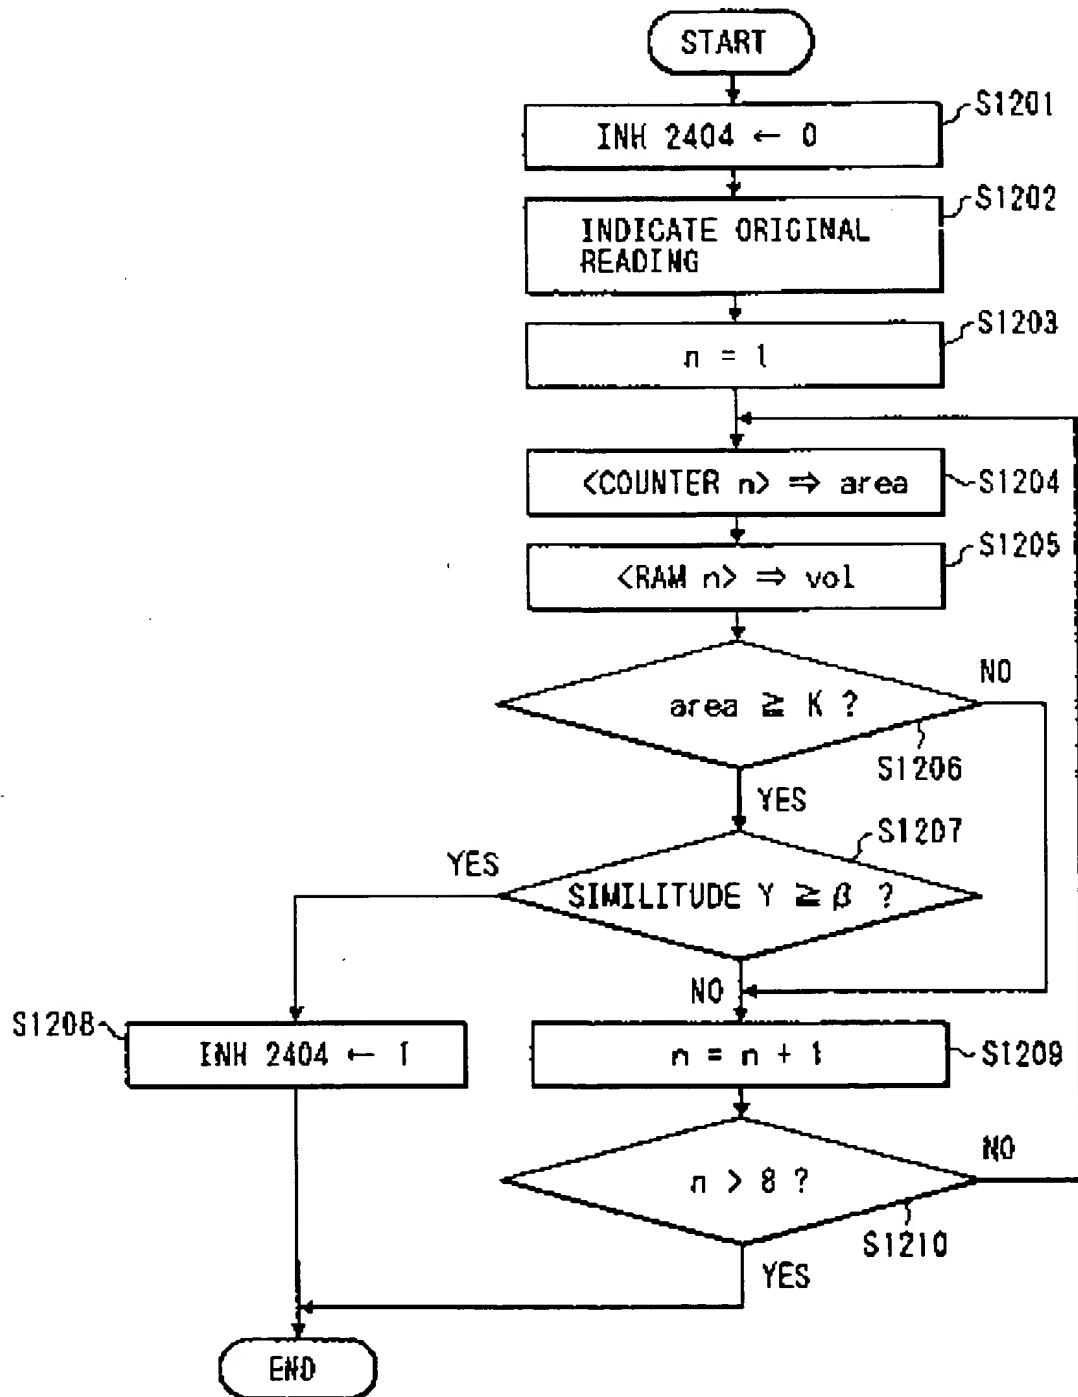 START
S1201
INH 2404 ← 0
S1202
INDICATE ORIGINAL
READING
S1203
n = 1
<COUNTER n> ⇒ area
S1204
S1205
<RAM n> ⇒ vol
NO
area ≧ K ?
S1206
YES
S1207
YES
SIMILITUDE Y ≧ β ?
NO
S1208
INH 2404 ← 1
n = n + 1
S1209
NO
n > 8 ?
S1210
YES
END